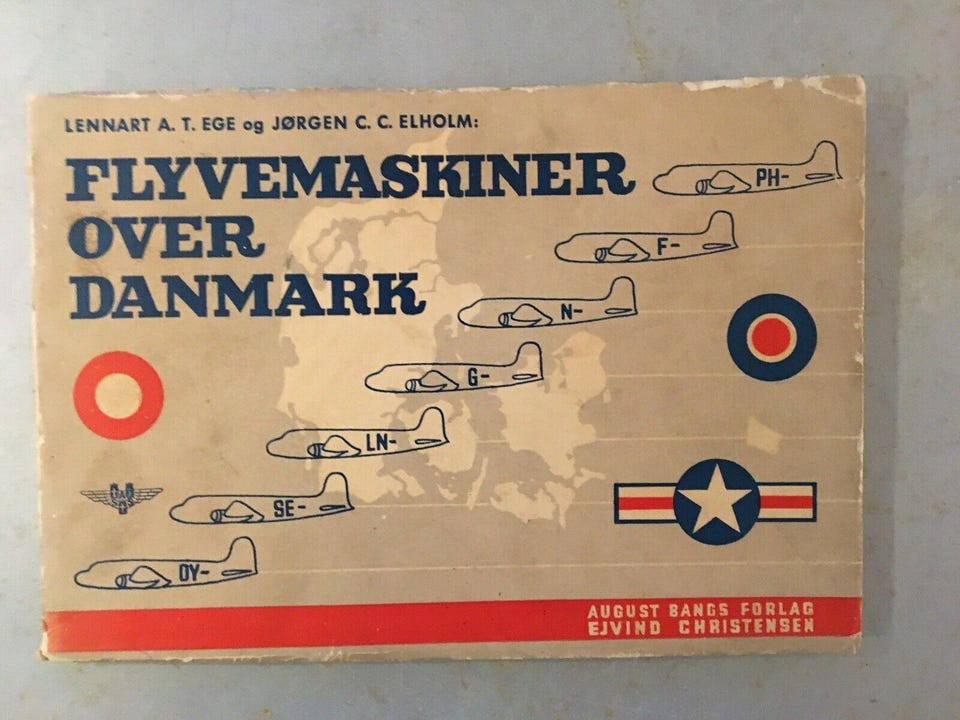 LENNART A. T. EGE og JØRGEN C. C. ELHOLM:
FLYVEMASKINER
OVER
DANMARK
PH-
F-
N-
G-
LN-
SE-
OY-
AUGUST BANGS FORLAG
EJVIND CHRISTENSEN